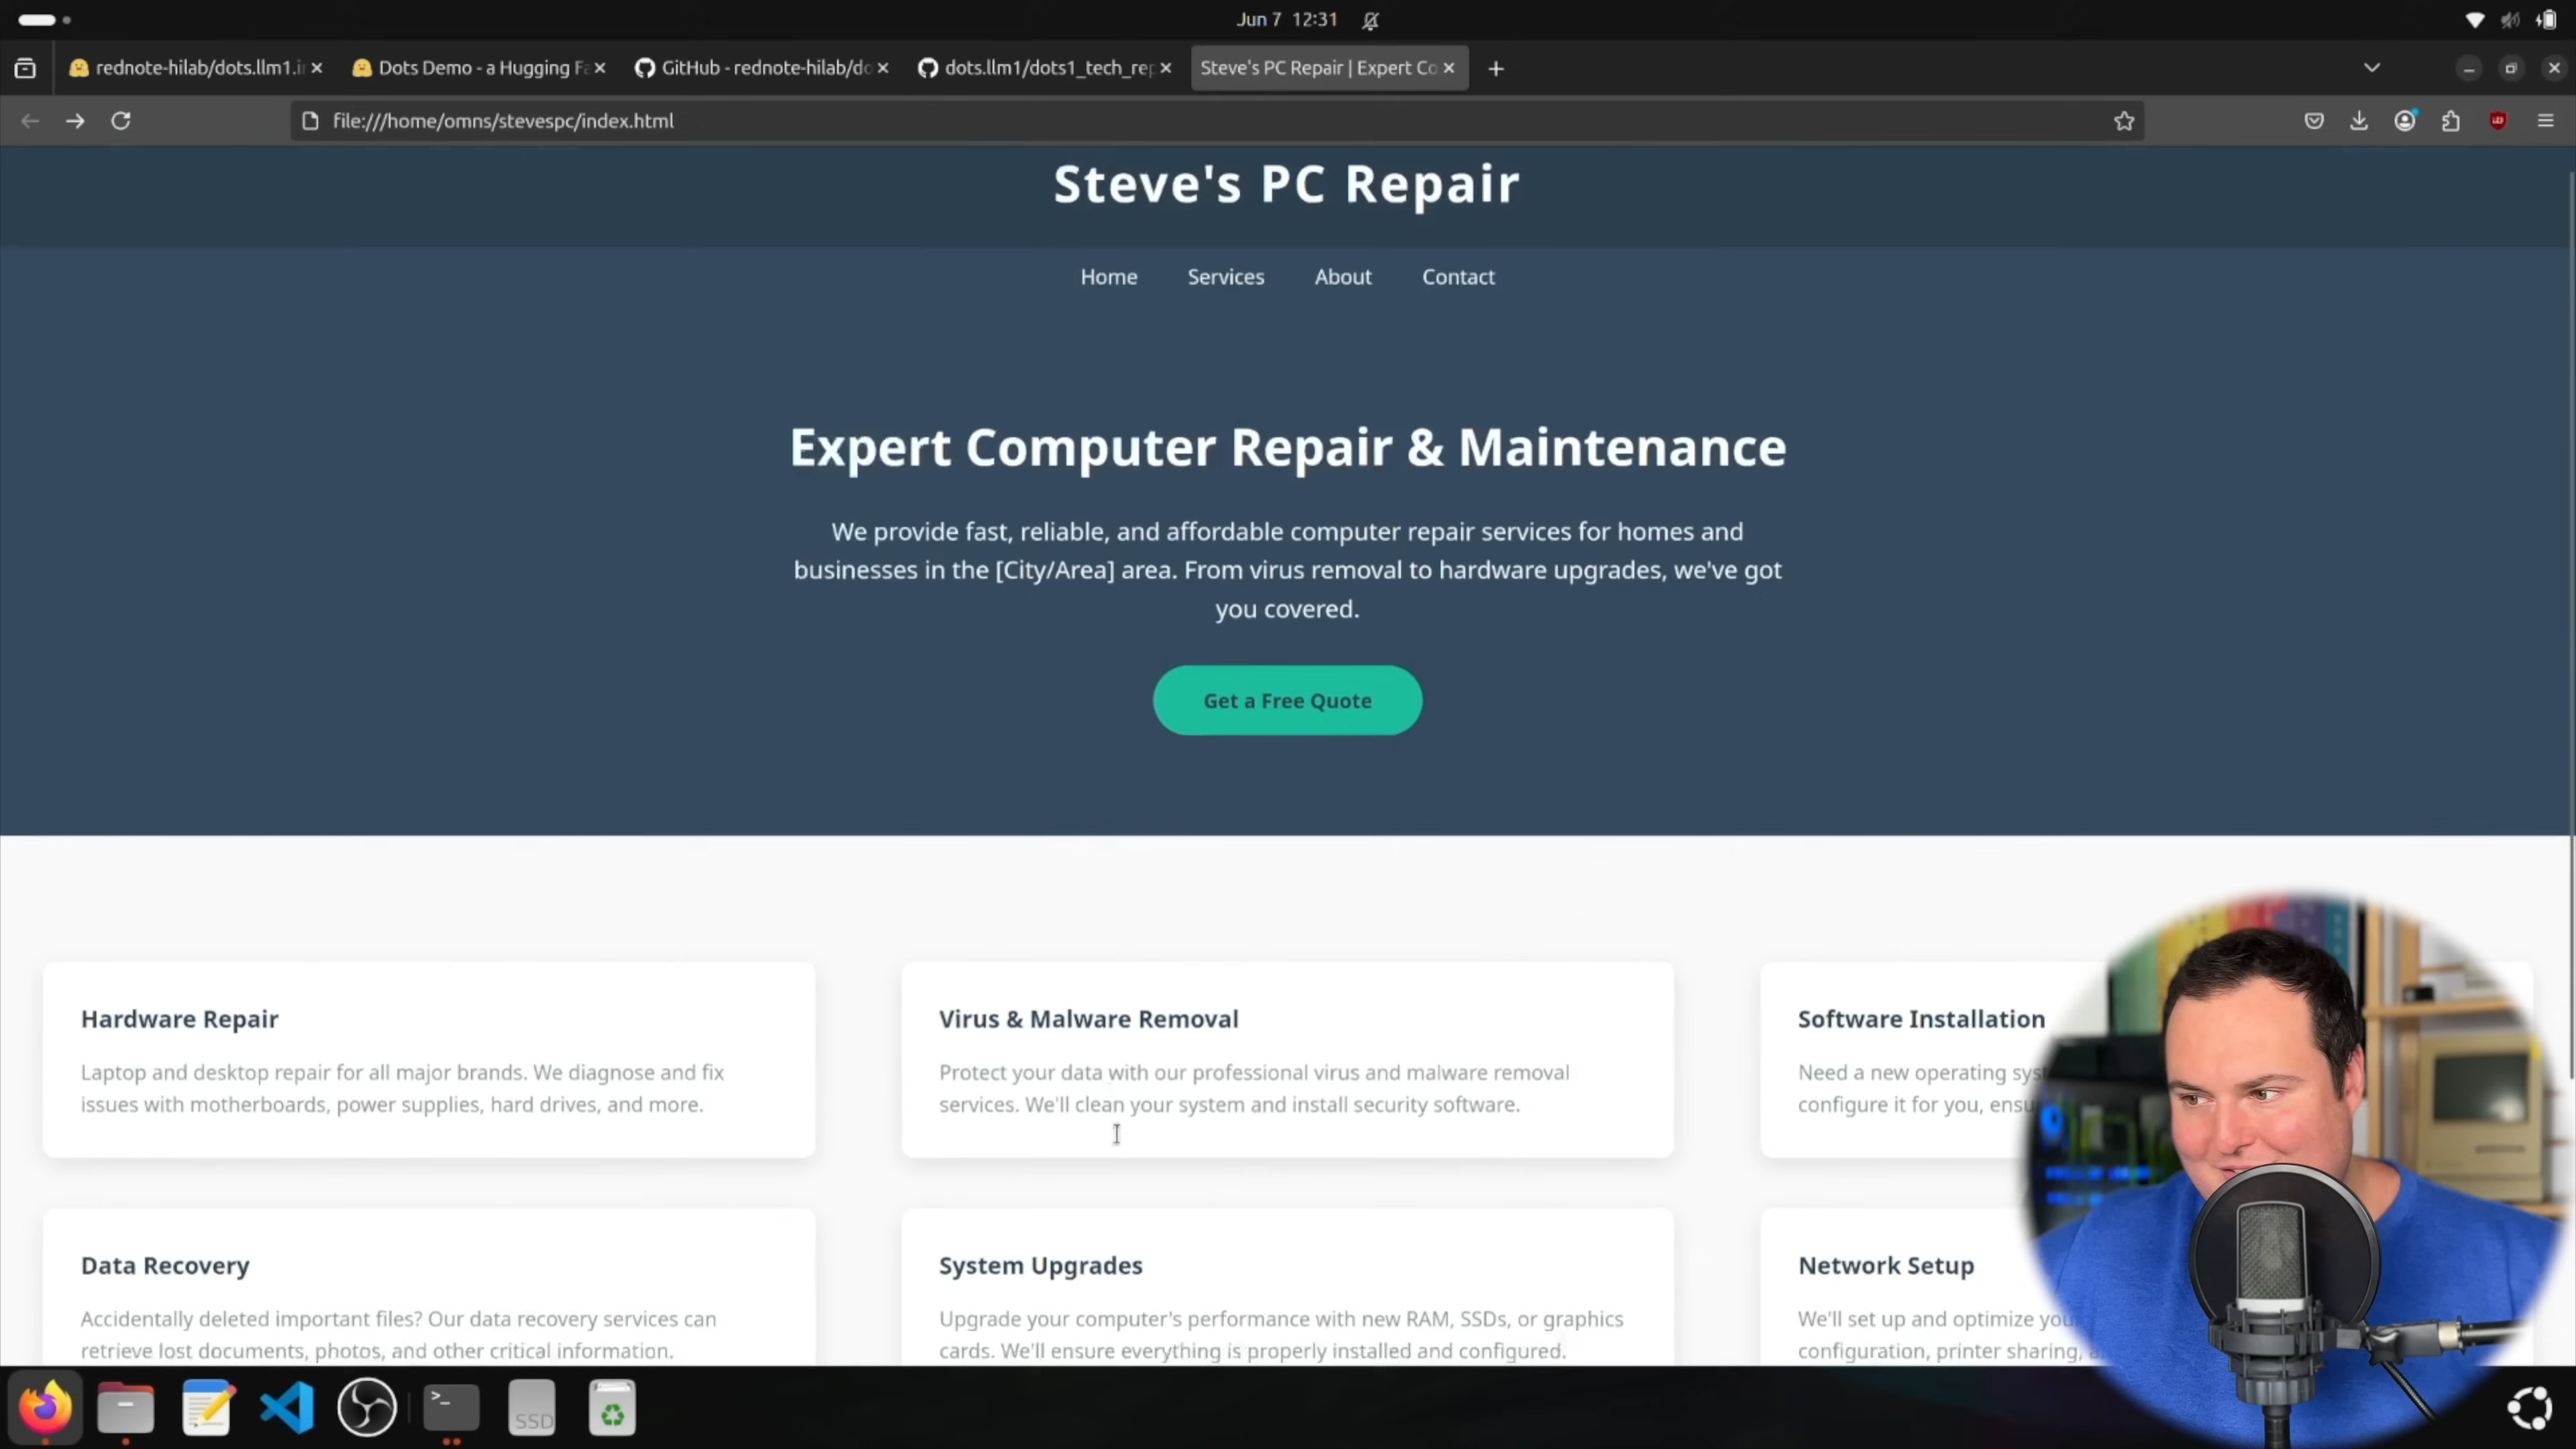 Jun 7 12:31
rednote-hilab/dots.llm1.i
Dots Demo - a Hugging Fa
GitHub - rednote-hilab/do
dots.llm1/dots1_tech_rep
Steve's PC Repair | Expert Co
file:///home/omns/stevespc/index.html
Steve's PC Repair
Home Services About Contact
Expert Computer Repair & Maintenance
We provide fast, reliable, and affordable computer repair services for homes and
businesses in the [City/Area] area. From virus removal to hardware upgrades, we've got
you covered.
Get a Free Quote
Hardware Repair
Laptop and desktop repair for all major brands. We diagnose and fix
issues with motherboards, power supplies, hard drives, and more.
Virus & Malware Removal
Protect your data with our professional virus and malware removal
services. We'll clean your system and install security software.
Software Installation
Need a new operating sys
configure it for you, ensu
Data Recovery
Accidentally deleted important files? Our data recovery services can
retrieve lost documents, photos, and other critical information.
System Upgrades
Upgrade your computer's performance with new RAM, SSDs, or graphics
cards. We'll ensure everything is properly installed and configured.
Network Setup
We'll set up and optimize you
configuration, printer sharing,
SSD